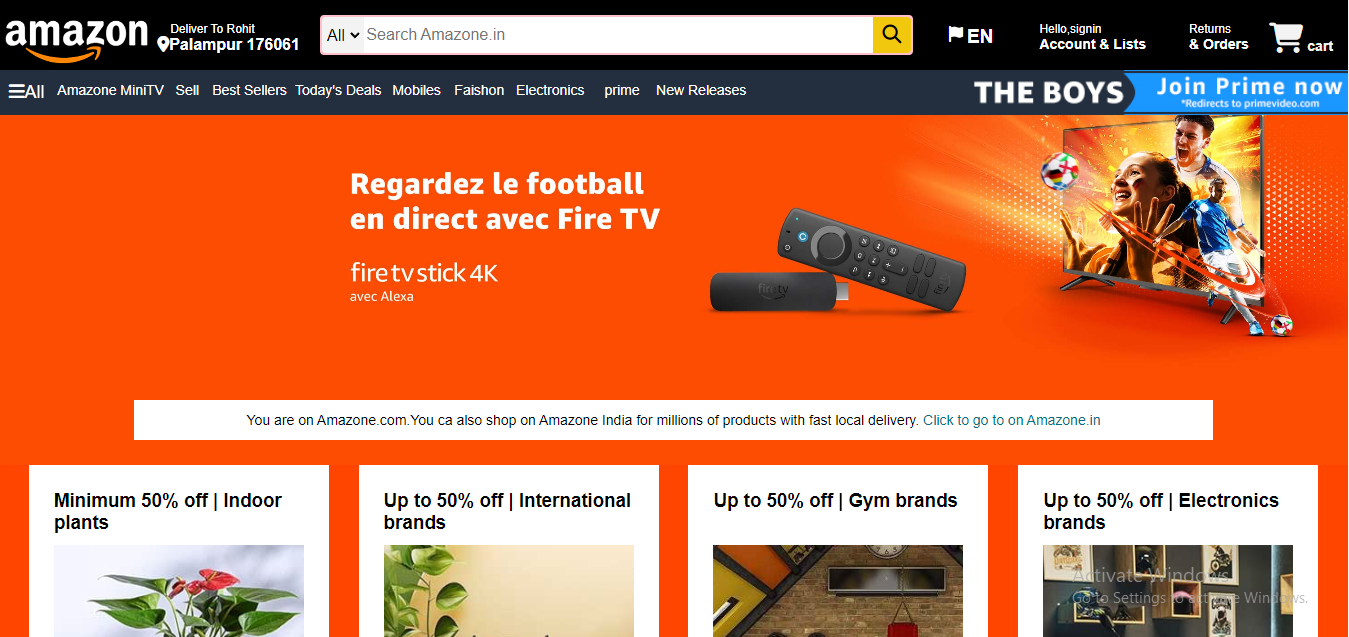 amazon
Deliver To Rohit
Palampur 176061
All
Search Amazone.in
EN
Hello,signin
Account & Lists
Returns
& Orders
cart
All
Amazone MiniTV
Sell
Best Sellers
Today's Deals
Mobiles
Faishon
Electronics
prime
New Releases
THE BOYS
Join Prime now
*Redirects to primevideo.com
Regardez le football
en direct avec Fire TV
fire tv stick 4K
avec Alexa
fire tv
You are on Amazone.com.You ca also shop on Amazone India for millions of products with fast local delivery. Click to go to on Amazone.in
Minimum 50% off | Indoor
plants
Up to 50% off | International
brands
Up to 50% off | Gym brands
Up to 50% off | Electronics
brands
Activate Windows
Go to Settings to activate Windows.